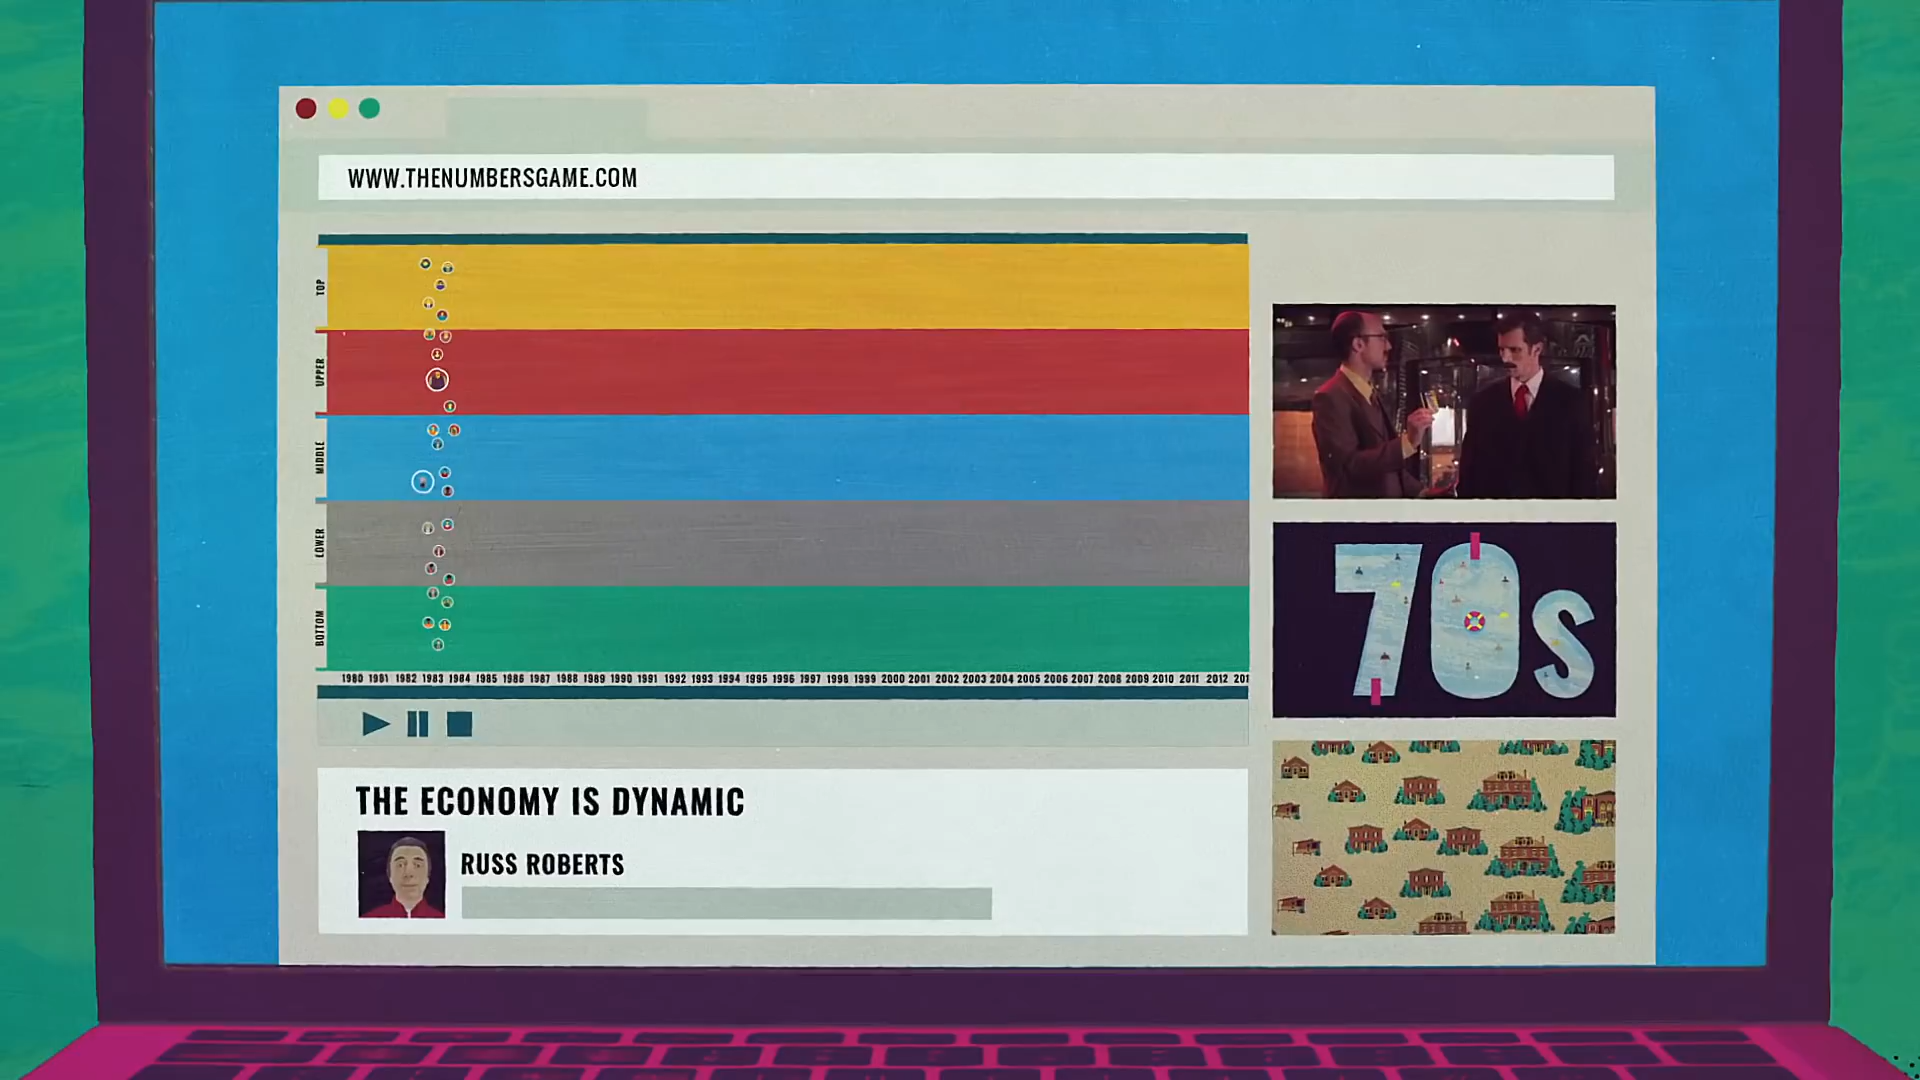 WWW.THENUMBERSGAME.COM
TOP
UPPER
MIDDLE
LOWER
BOTTOM
1980 1981 1982 1983 1984 1985 1986 1987 1988 1989 1990 1991 1992 1993 1994 1995 1996 1997 1998 1999 2000 2001 2002 2003 2004 2005 2006 2007 2008 2009 2010 2011 2012 201
70s
THE ECONOMY IS DYNAMIC
RUSS ROBERTS